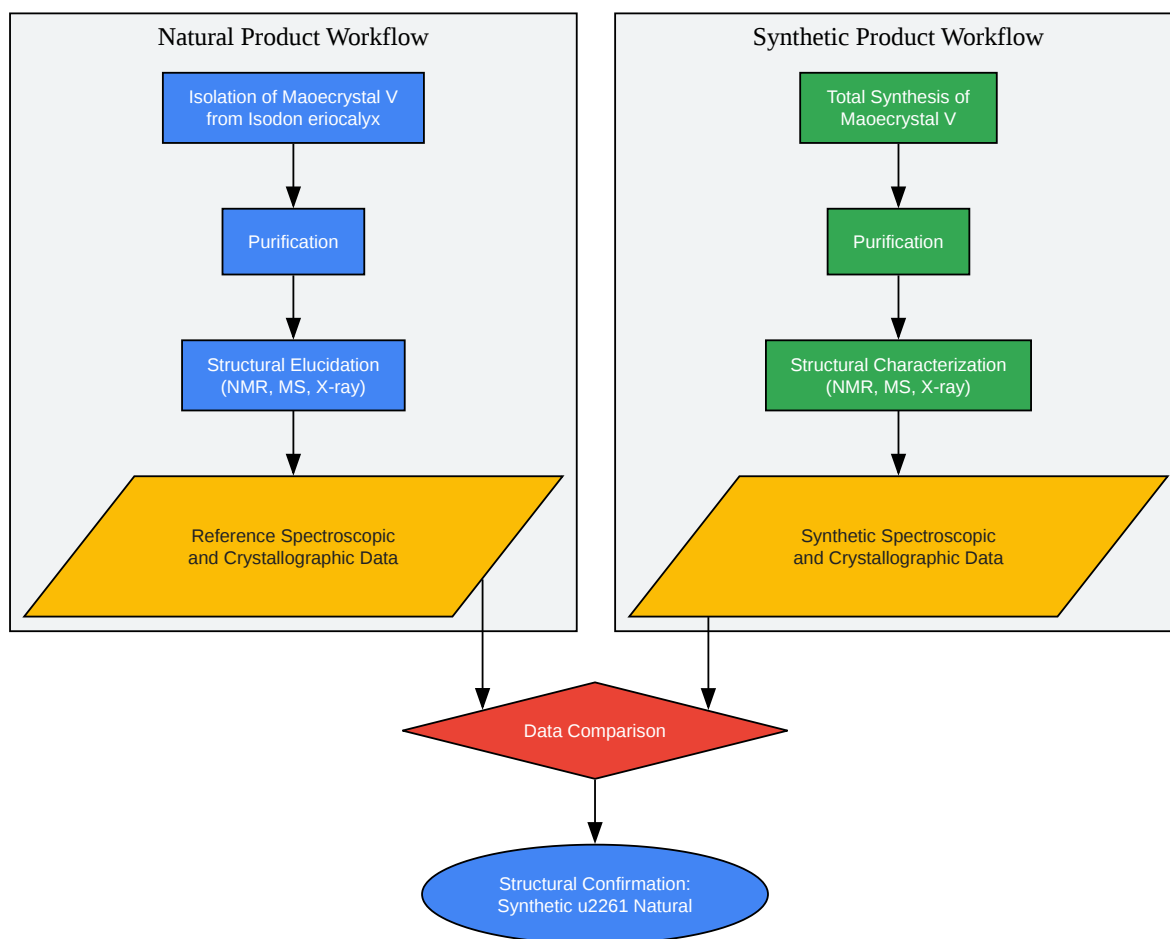 Natural Product Workflow
Isolation of Maoecrystal V
from Isodon eriocalyx
Purification
Structural Elucidation
(NMR, MS, X-ray)
Reference Spectroscopic
and Crystallographic Data
Synthetic Product Workflow
Total Synthesis of
Maoecrystal V
Purification
Structural Characterization
(NMR, MS, X-ray)
Synthetic Spectroscopic
and Crystallographic Data
Data Comparison
Structural Confirmation:
Synthetic u2261 Natural